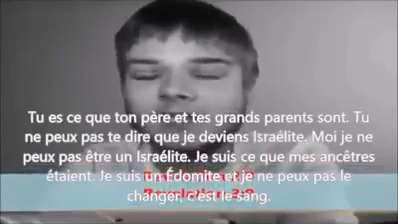 Tu es ce que ton père et tes grands parents sont. Tu
ne peux pas te dire que je deviens Israélite. Moi je ne
peux pas être un Israélite. Je suis ce que mes ancêtres
étaient. Je suis un Édomite et je ne peux pas le
changer, c'est le sang.